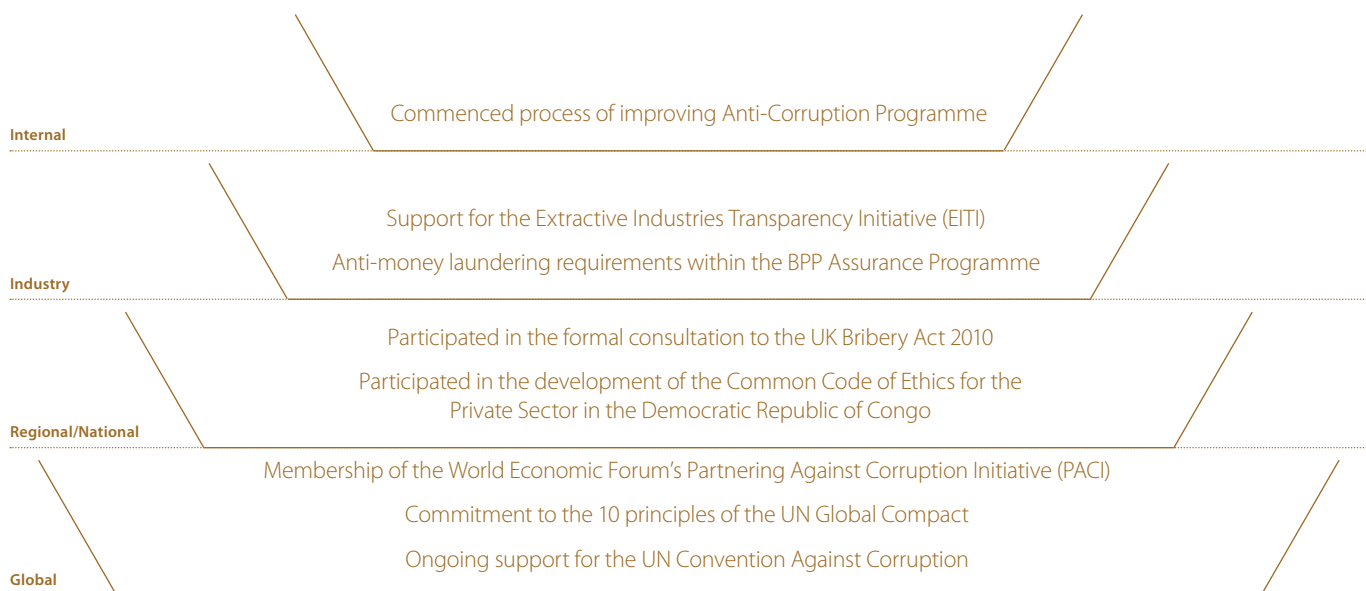 Commenced process of improving Anti-Corruption Programme
Internal
Support for the Extractive Industries Transparency Initiative (EITI)
Anti-money laundering requirements within the BPP Assurance Programme
Industry
Participated in the formal consultation to the UK Bribery Act 2010
Participated in the development of the Common Code of Ethics for the
Private Sector in the Democratic Republic of Congo
Regional/National
Membership of the World Economic Forum’s Partnering Against Corruption Initiative (PACI)
Commitment to the 10 principles of the UN Global Compact
Ongoing support for the UN Convention Against Corruption
Global